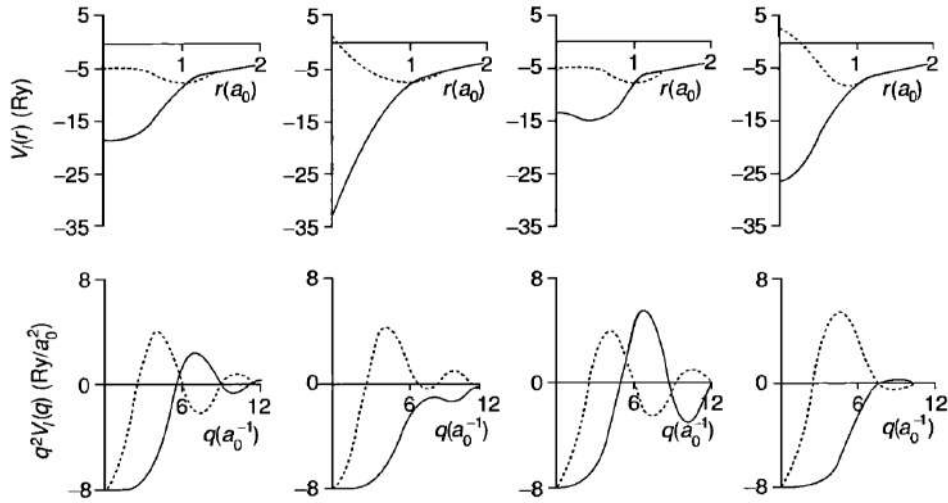 5 5 5 5
1 2 1 2 1 2 1 2
−5 −5 −5 −5
r(a0) r(a0) r(a0) r(a0)
Vl(r) (Ry)
−15 −15 −15 −15
−25 −25 −25 −25
−35 −35 −35 −35
8 8 8 8
q²Vl(q) (Ry/a0²)
0 0 0 0
6 12 6 12 6 12 6 12
q(a0⁻¹) q(a0⁻¹) q(a0⁻¹) q(a0⁻¹)
−8 −8 −8 −8